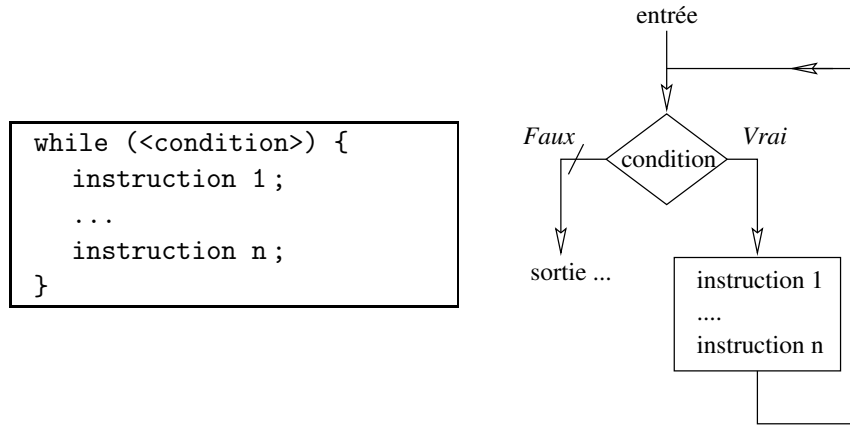 while (<condition>) {
instruction 1 ;
...
instruction n ;
}
entrée
Faux
Vrai
condition
sortie ...
instruction 1
....
instruction n